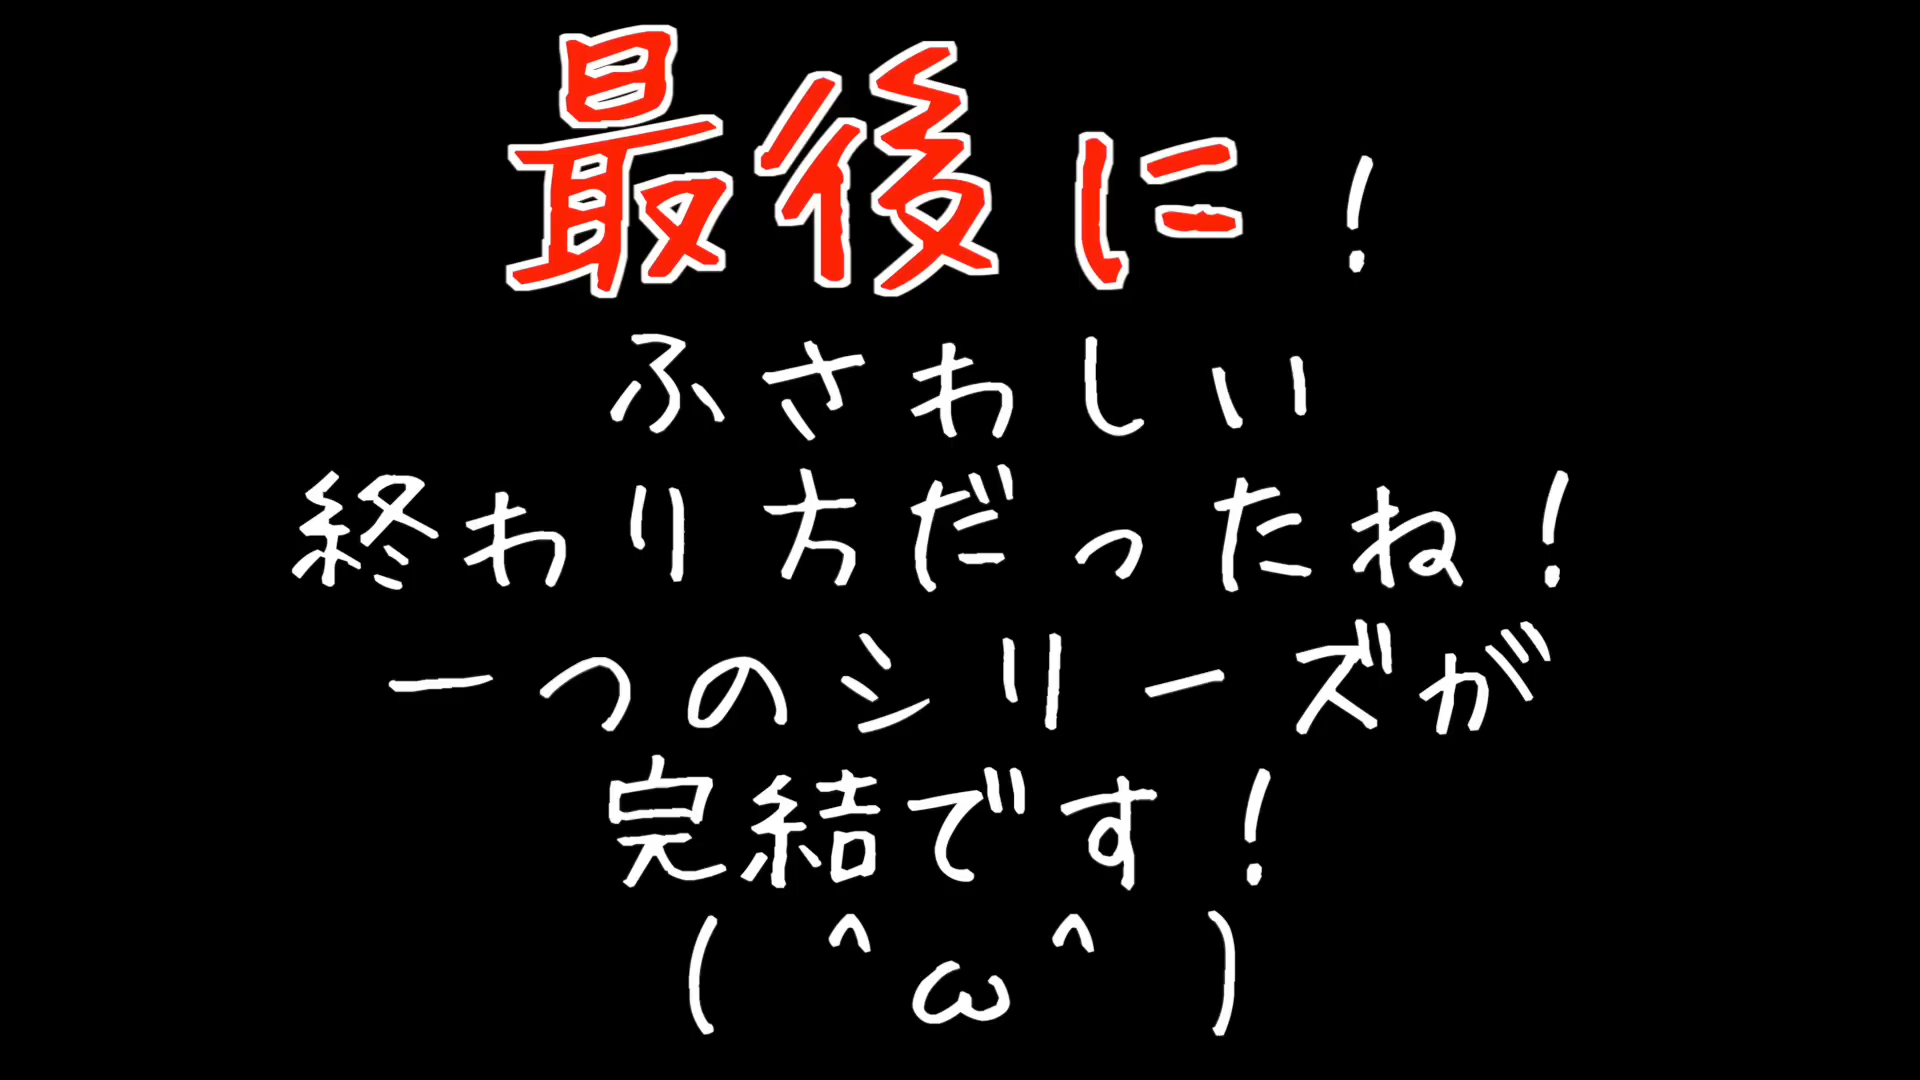 最後に!
ふさわしい
終わり方だったね!
一つのシリーズが
完結です!
( ^ω^ )